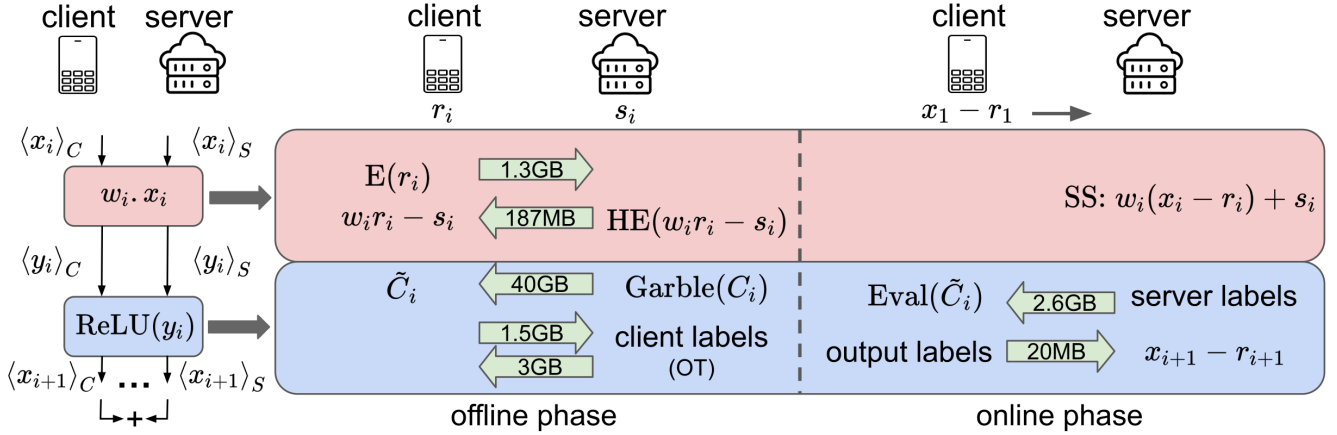 client server client server client server
r_i s_i x_1 − r_1
⟨x_i⟩_C ⟨x_i⟩_S
w_i. x_i
E(r_i) 1.3GB
SS: w_i(x_i − r_i) + s_i
w_i r_i − s_i 187MB HE(w_i r_i − s_i)
⟨y_i⟩_C ⟨y_i⟩_S
C̃_i 40GB Garble(C_i) Eval(C̃_i) 2.6GB server labels
ReLU(y_i)
1.5GB client labels
output labels 20MB x_{i+1} − r_{i+1}
3GB (OT)
⟨x_{i+1}⟩_C ... ⟨x_{i+1}⟩_S
+
offline phase online phase